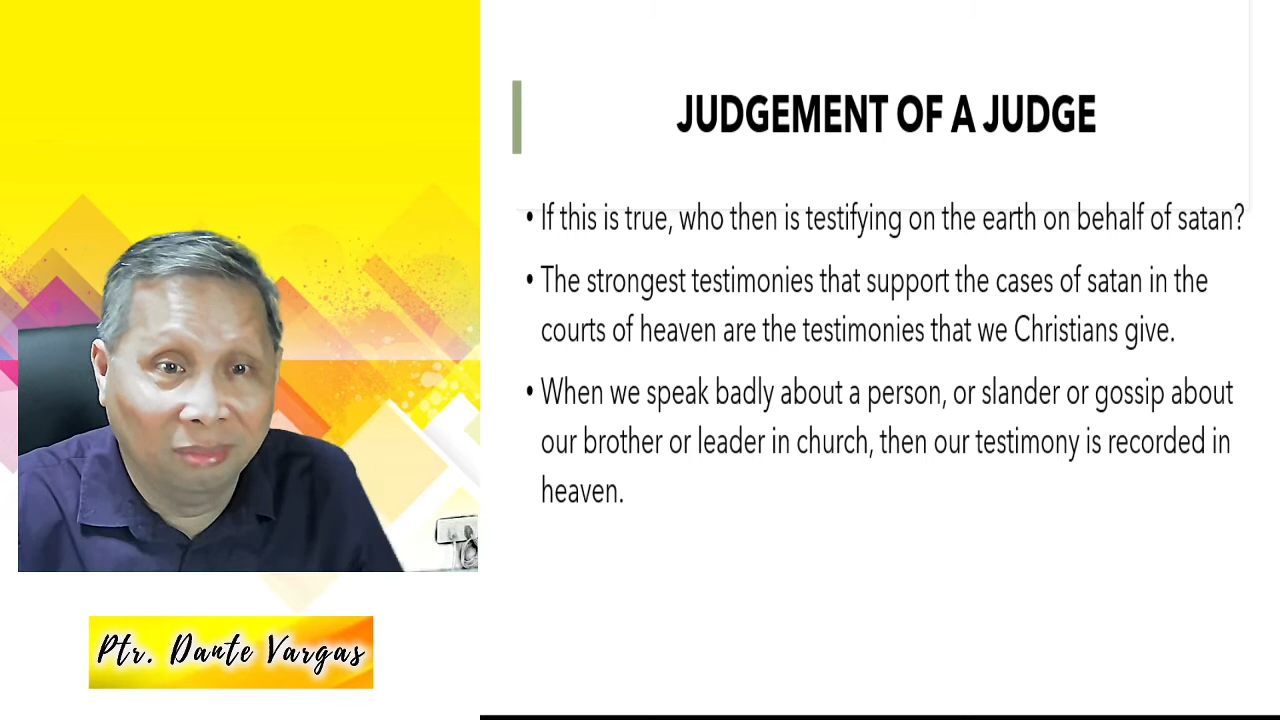 JUDGEMENT OF A JUDGE
• If this is true, who then is testifying on the earth on behalf of satan?
• The strongest testimonies that support the cases of satan in the
courts of heaven are the testimonies that we Christians give.
• When we speak badly about a person, or slander or gossip about
our brother or leader in church, then our testimony is recorded in
heaven.
Ptr. Dante Vargas